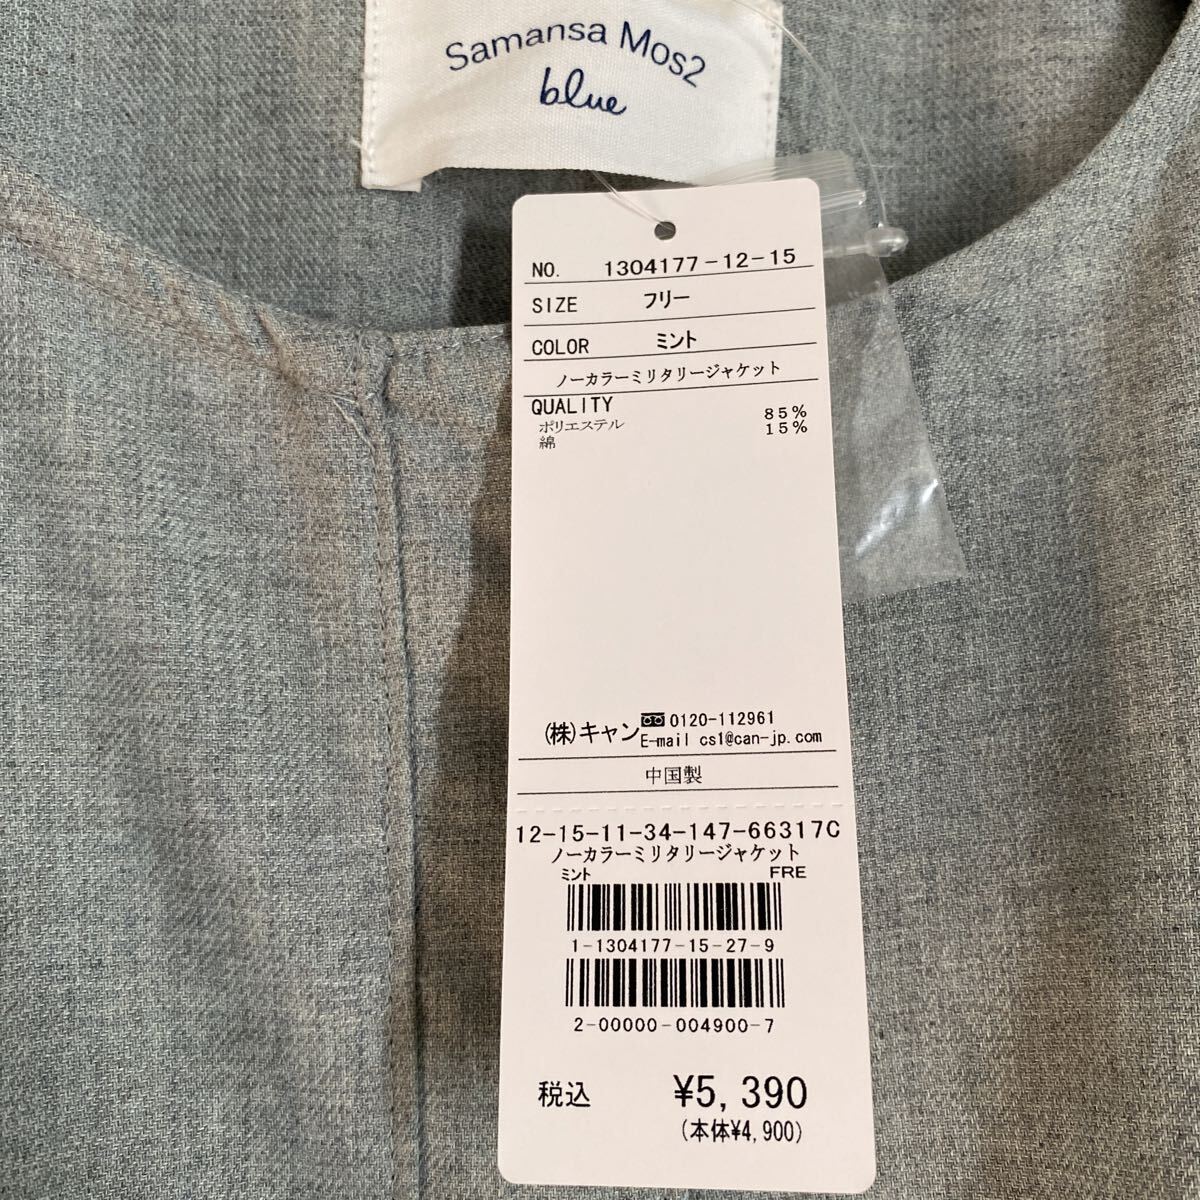 Samansa Mos2
blue
NO. 1304177-12-15
SIZE フリー
COLOR ミント
ノーカラーミリタリージャケット
QUALITY
ポリエステル 85%
綿 15%
(株)キャン 0120-112961
E-mail cs1@can-jp.com
中国製
12-15-11-34-147-66317C
ノーカラーミリタリージャケット
ミント FRE
1-1304177-15-27-9
2-00000-004900-7
税込 ¥5,390
(本体¥4,900)